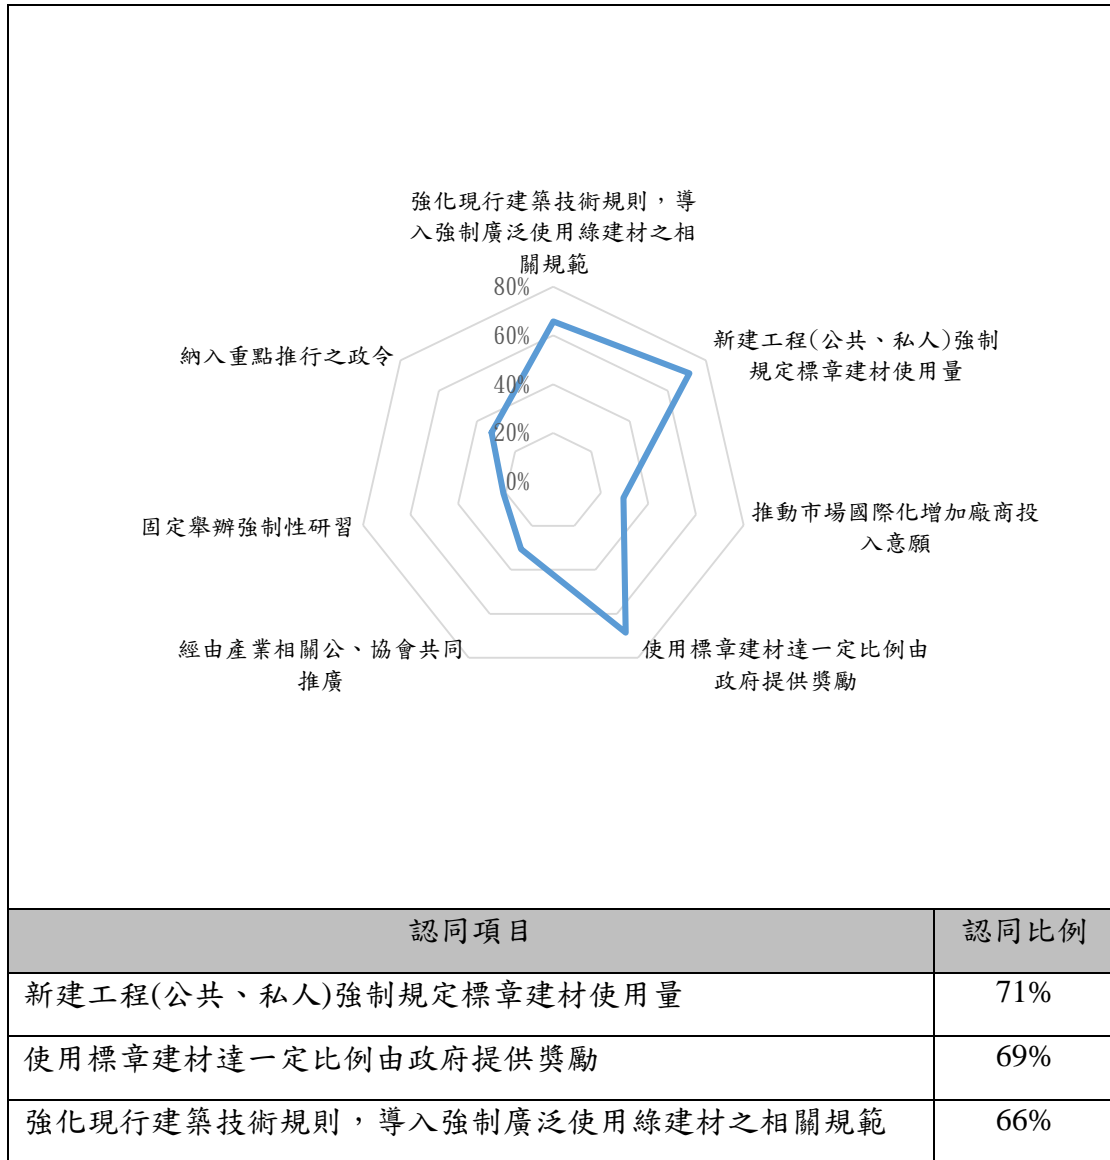 強化現行建築技術規則，導
入強制廣泛使用綠建材之相
關規範
80%
60%
40%
20%
0%
新建工程(公共、私人)強制
規定標章建材使用量
推動市場國際化增加廠商投
入意願
使用標章建材達一定比例由
政府提供獎勵
經由產業相關公、協會共同
推廣
固定舉辦強制性研習
納入重點推行之政令
認同項目 認同比例
新建工程(公共、私人)強制規定標章建材使用量 71%
使用標章建材達一定比例由政府提供獎勵 69%
強化現行建築技術規則，導入強制廣泛使用綠建材之相關規範 66%